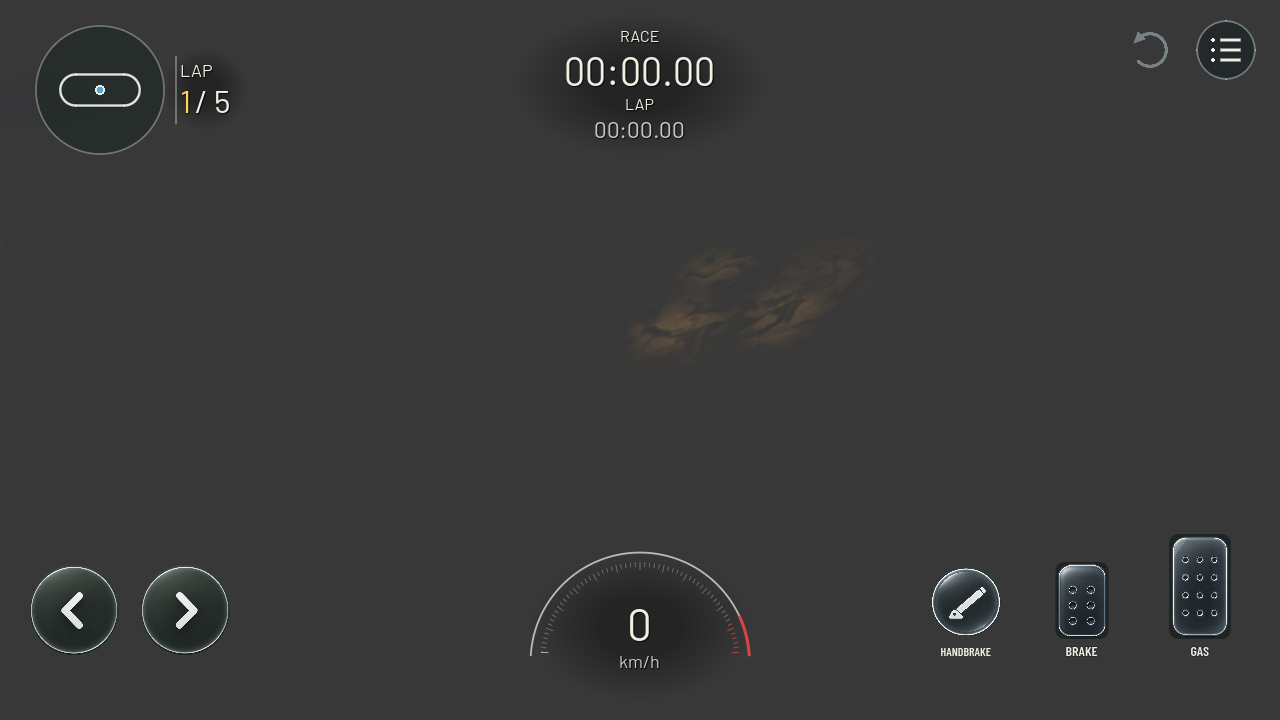 LAP
1/ 5
RACE
00:00.00
LAP
00:00.00
0
km/h
HANDBRAKE
BRAKE
GAS